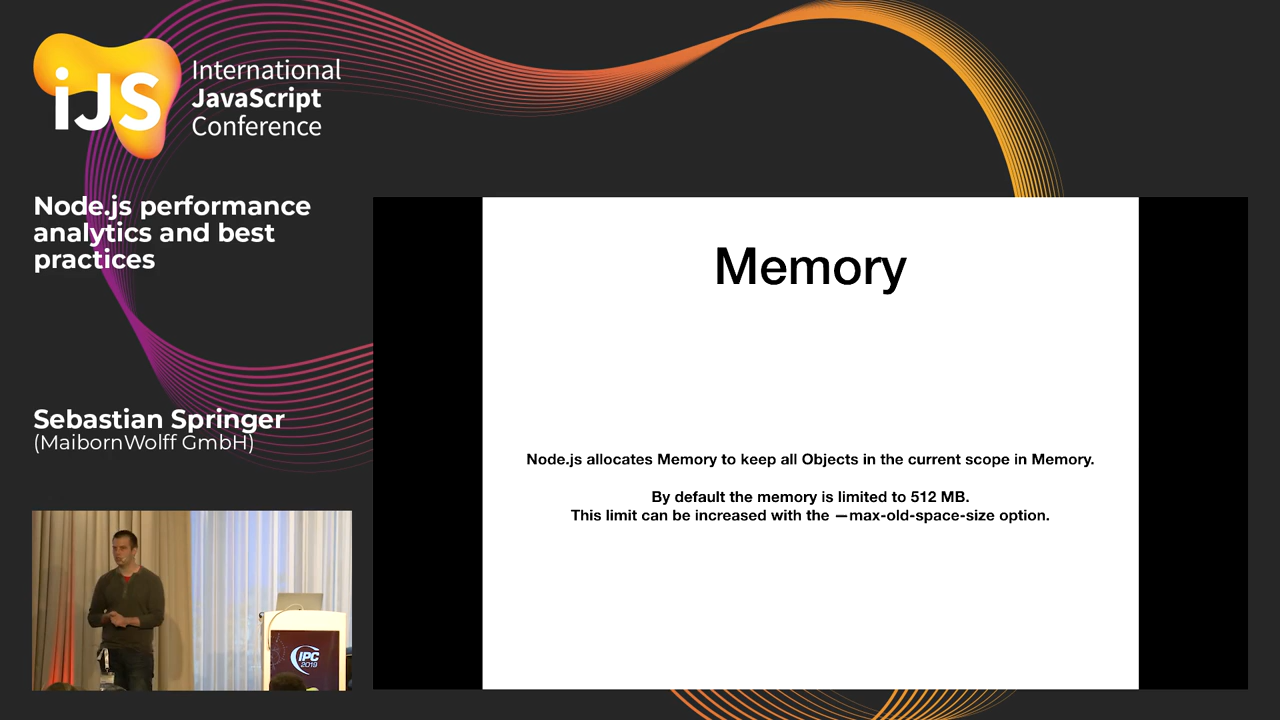 iJS
International
JavaScript
Conference
Node.js performance
analytics and best
practices
Sebastian Springer
(MaibornWolff GmbH)
Memory
Node.js allocates Memory to keep all Objects in the current scope in Memory.
By default the memory is limited to 512 MB.
This limit can be increased with the —max-old-space-size option.
IPC
2019